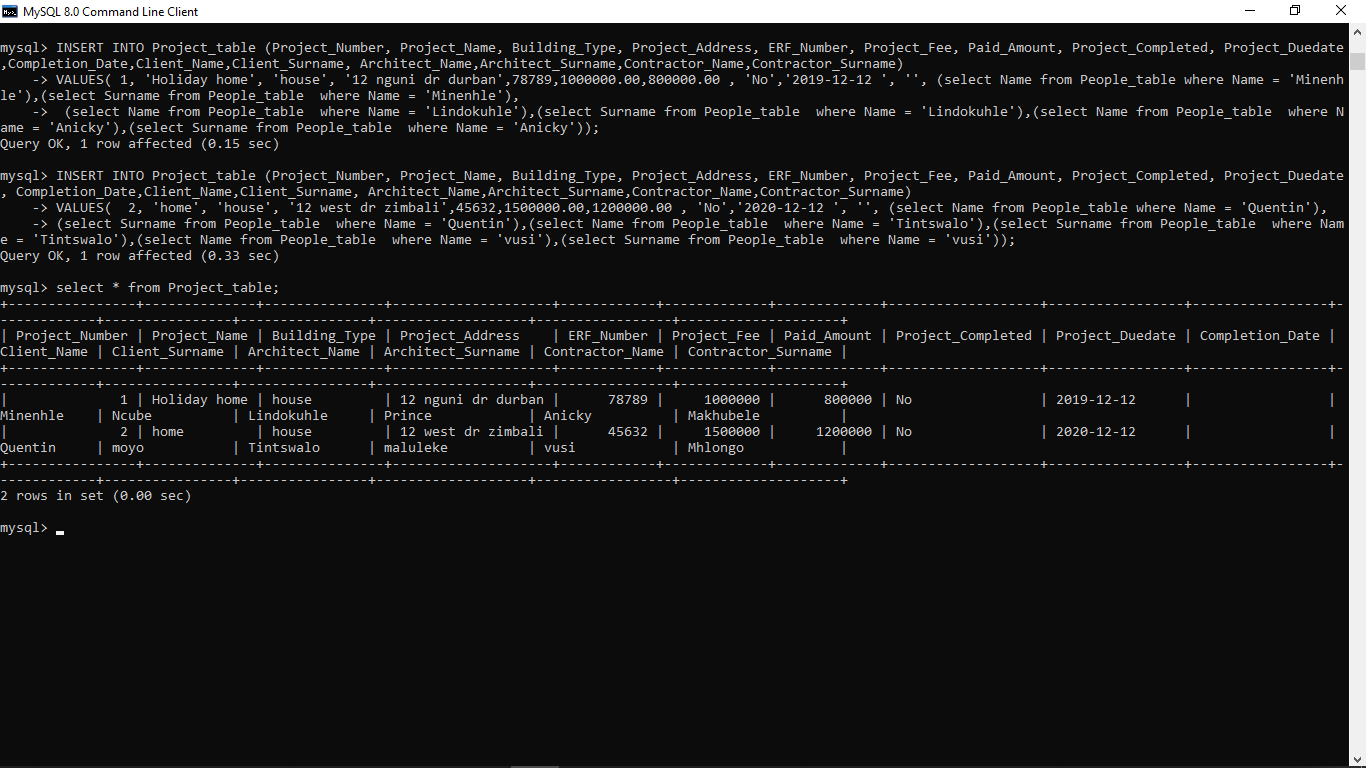 MySQL 8.0 Command Line Client
mysql> INSERT INTO Project_table (Project_Number, Project_Name, Building_Type, Project_Address, ERF_Number, Project_Fee, Paid_Amount, Project_Completed, Project_Duedate
,Completion_Date,Client_Name,Client_Surname, Architect_Name,Architect_Surname,Contractor_Name,Contractor_Surname)
    -> VALUES( 1, 'Holiday home', 'house', '12 nguni dr durban',78789,1000000.00,800000.00 , 'No','2019-12-12 ', '', (select Name from People_table where Name = 'Minenh
le'),(select Surname from People_table  where Name = 'Minenhle'),
    ->  (select Name from People_table  where Name = 'Lindokuhle'),(select Surname from People_table  where Name = 'Lindokuhle'),(select Name from People_table  where N
ame = 'Anicky'),(select Surname from People_table  where Name = 'Anicky'));
Query OK, 1 row affected (0.15 sec)
mysql> INSERT INTO Project_table (Project_Number, Project_Name, Building_Type, Project_Address, ERF_Number, Project_Fee, Paid_Amount, Project_Completed, Project_Duedate
, Completion_Date,Client_Name,Client_Surname, Architect_Name,Architect_Surname,Contractor_Name,Contractor_Surname)
    -> VALUES(  2, 'home', 'house', '12 west dr zimbali',45632,1500000.00,1200000.00 , 'No','2020-12-12 ', '', (select Name from People_table where Name = 'Quentin'),
    -> (select Surname from People_table  where Name = 'Quentin'),(select Name from People_table  where Name = 'Tintswalo'),(select Surname from People_table  where Nam
e = 'Tintswalo'),(select Name from People_table  where Name = 'vusi'),(select Surname from People_table  where Name = 'vusi'));
Query OK, 1 row affected (0.33 sec)
mysql> select * from Project_table;
| Project_Number | Project_Name | Building_Type | Project_Address    | ERF_Number | Project_Fee | Paid_Amount | Project_Completed | Project_Duedate | Completion_Date |
Client_Name | Client_Surname | Architect_Name | Architect_Surname | Contractor_Name | Contractor_Surname |
|              1 | Holiday home | house         | 12 nguni dr durban |      78789 |     1000000 |      800000 | No                | 2019-12-12      |                 |
Minenhle    | Ncube          | Lindokuhle     | Prince            | Anicky          | Makhubele          |
|              2 | home         | house         | 12 west dr zimbali |      45632 |     1500000 |     1200000 | No                | 2020-12-12      |                 |
Quentin     | moyo           | Tintswalo      | maluleke          | vusi            | Mhlongo            |
2 rows in set (0.00 sec)
mysql>